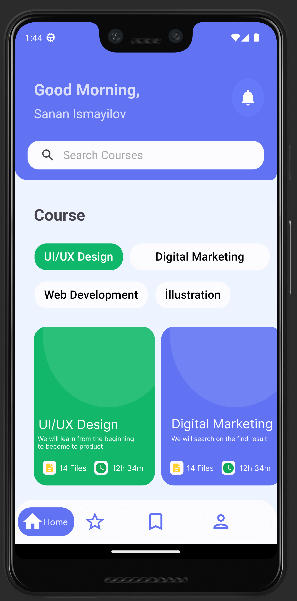 1:44
Good Morning,
Sanan Ismayilov
Search Courses
Course
UI/UX Design
Digital Marketing
Web Development
İllustration
UI/UX Design
We will learn from the beginning
to become to product
14 Files
12h 34m
Digital Marketing
We will search on the find result
14 Files
12h 34m
Home